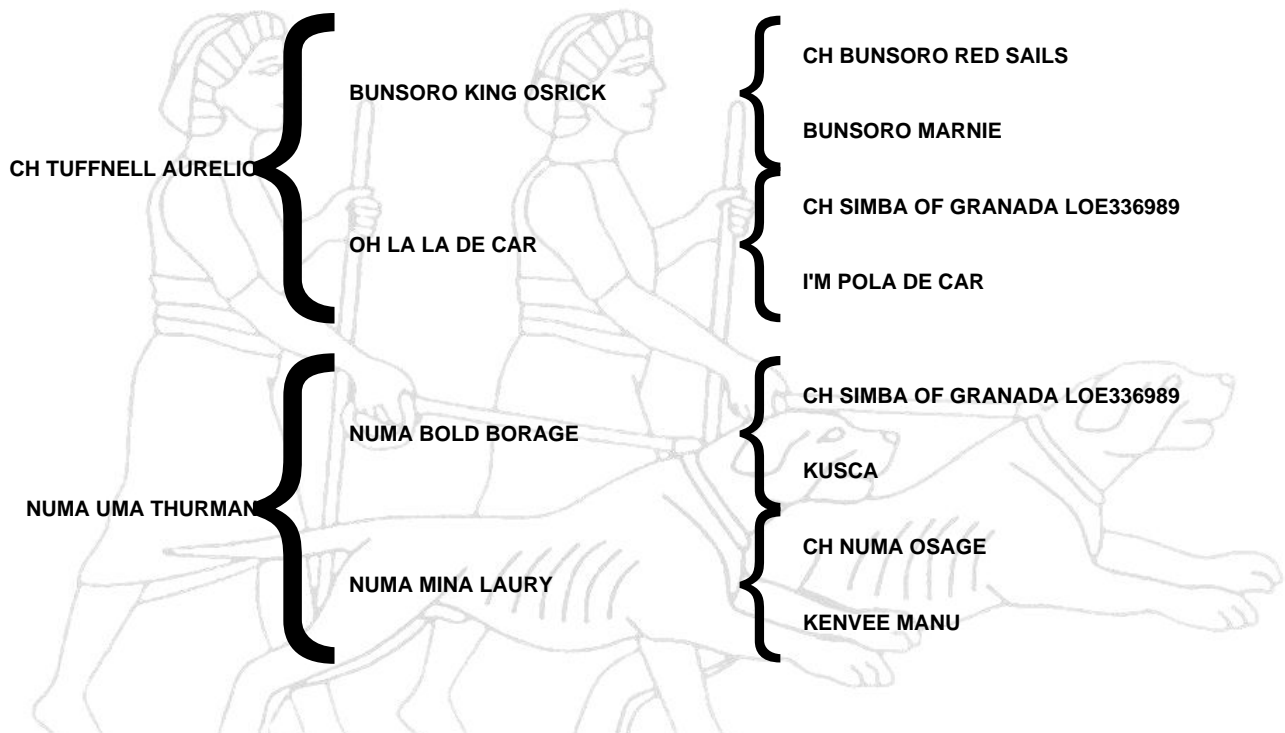 CH BUNSORO RED SAILS
BUNSORO KING OSRICK
BUNSORO MARNIE
CH TUFFNELL AURELIO
CH SIMBA OF GRANADA LOE336989
OH LA LA DE CAR
I'M POLA DE CAR
CH SIMBA OF GRANADA LOE336989
NUMA BOLD BORAGE
KUSCA
NUMA UMA THURMAN
CH NUMA OSAGE
NUMA MINA LAURY
KENVEE MANU